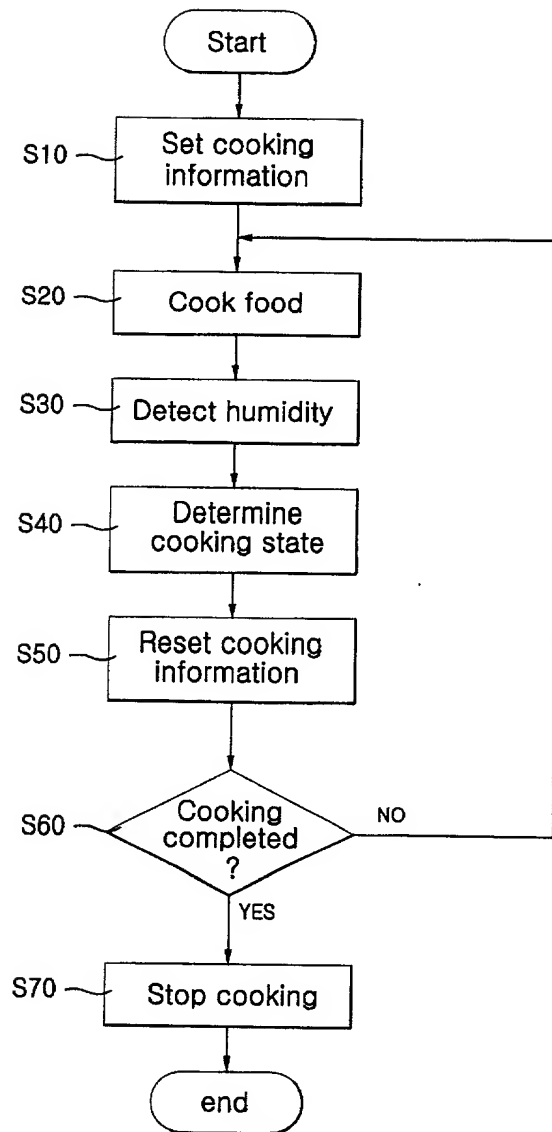 Start
S10
Set cooking
information
S20
Cook food
S30
Detect humidity
S40
Determine
cooking state
S50
Reset cooking
information
S60
Cooking
completed
?
NO
YES
S70
Stop cooking
end